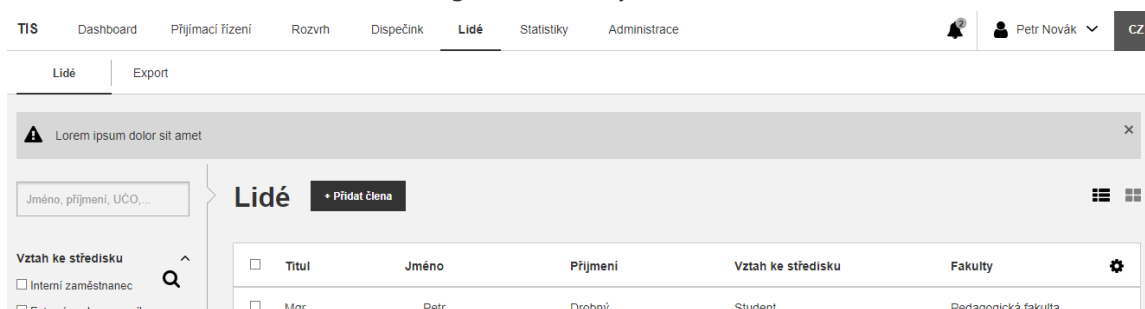 TIS Dashboard Přijímací řízení Rozvrh Dispečink Lidé Statistiky Administrace 2 Petr Novák CZ
Lidé Export
Lorem ipsum dolor sit amet ×
Jméno, příjmení, UČO,...
Lidé + Přidat člena
Vztah ke středisku
Interní zaměstnanec
Titul Jméno Příjmení Vztah ke středisku Fakulty
Mgr. Petr Drobný Student Pedagogická fakulta